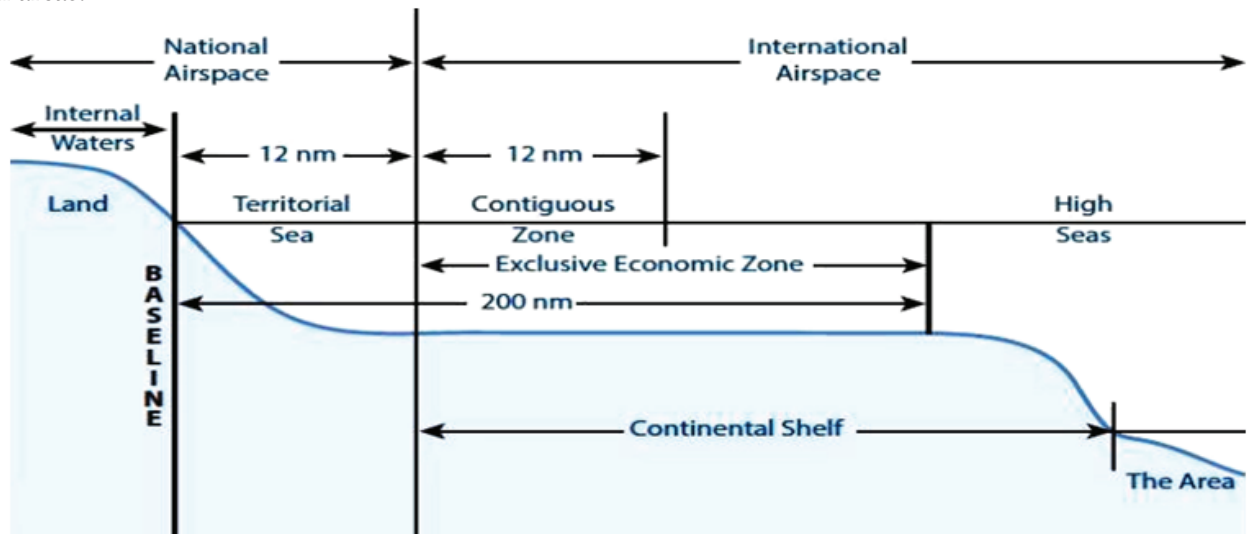 National
Airspace
International
Airspace
Internal
Waters
12 nm
12 nm
Land
Territorial
Sea
Contiguous
Zone
High
Seas
Exclusive Economic Zone
200 nm
BASELINE
Continental Shelf
The Area